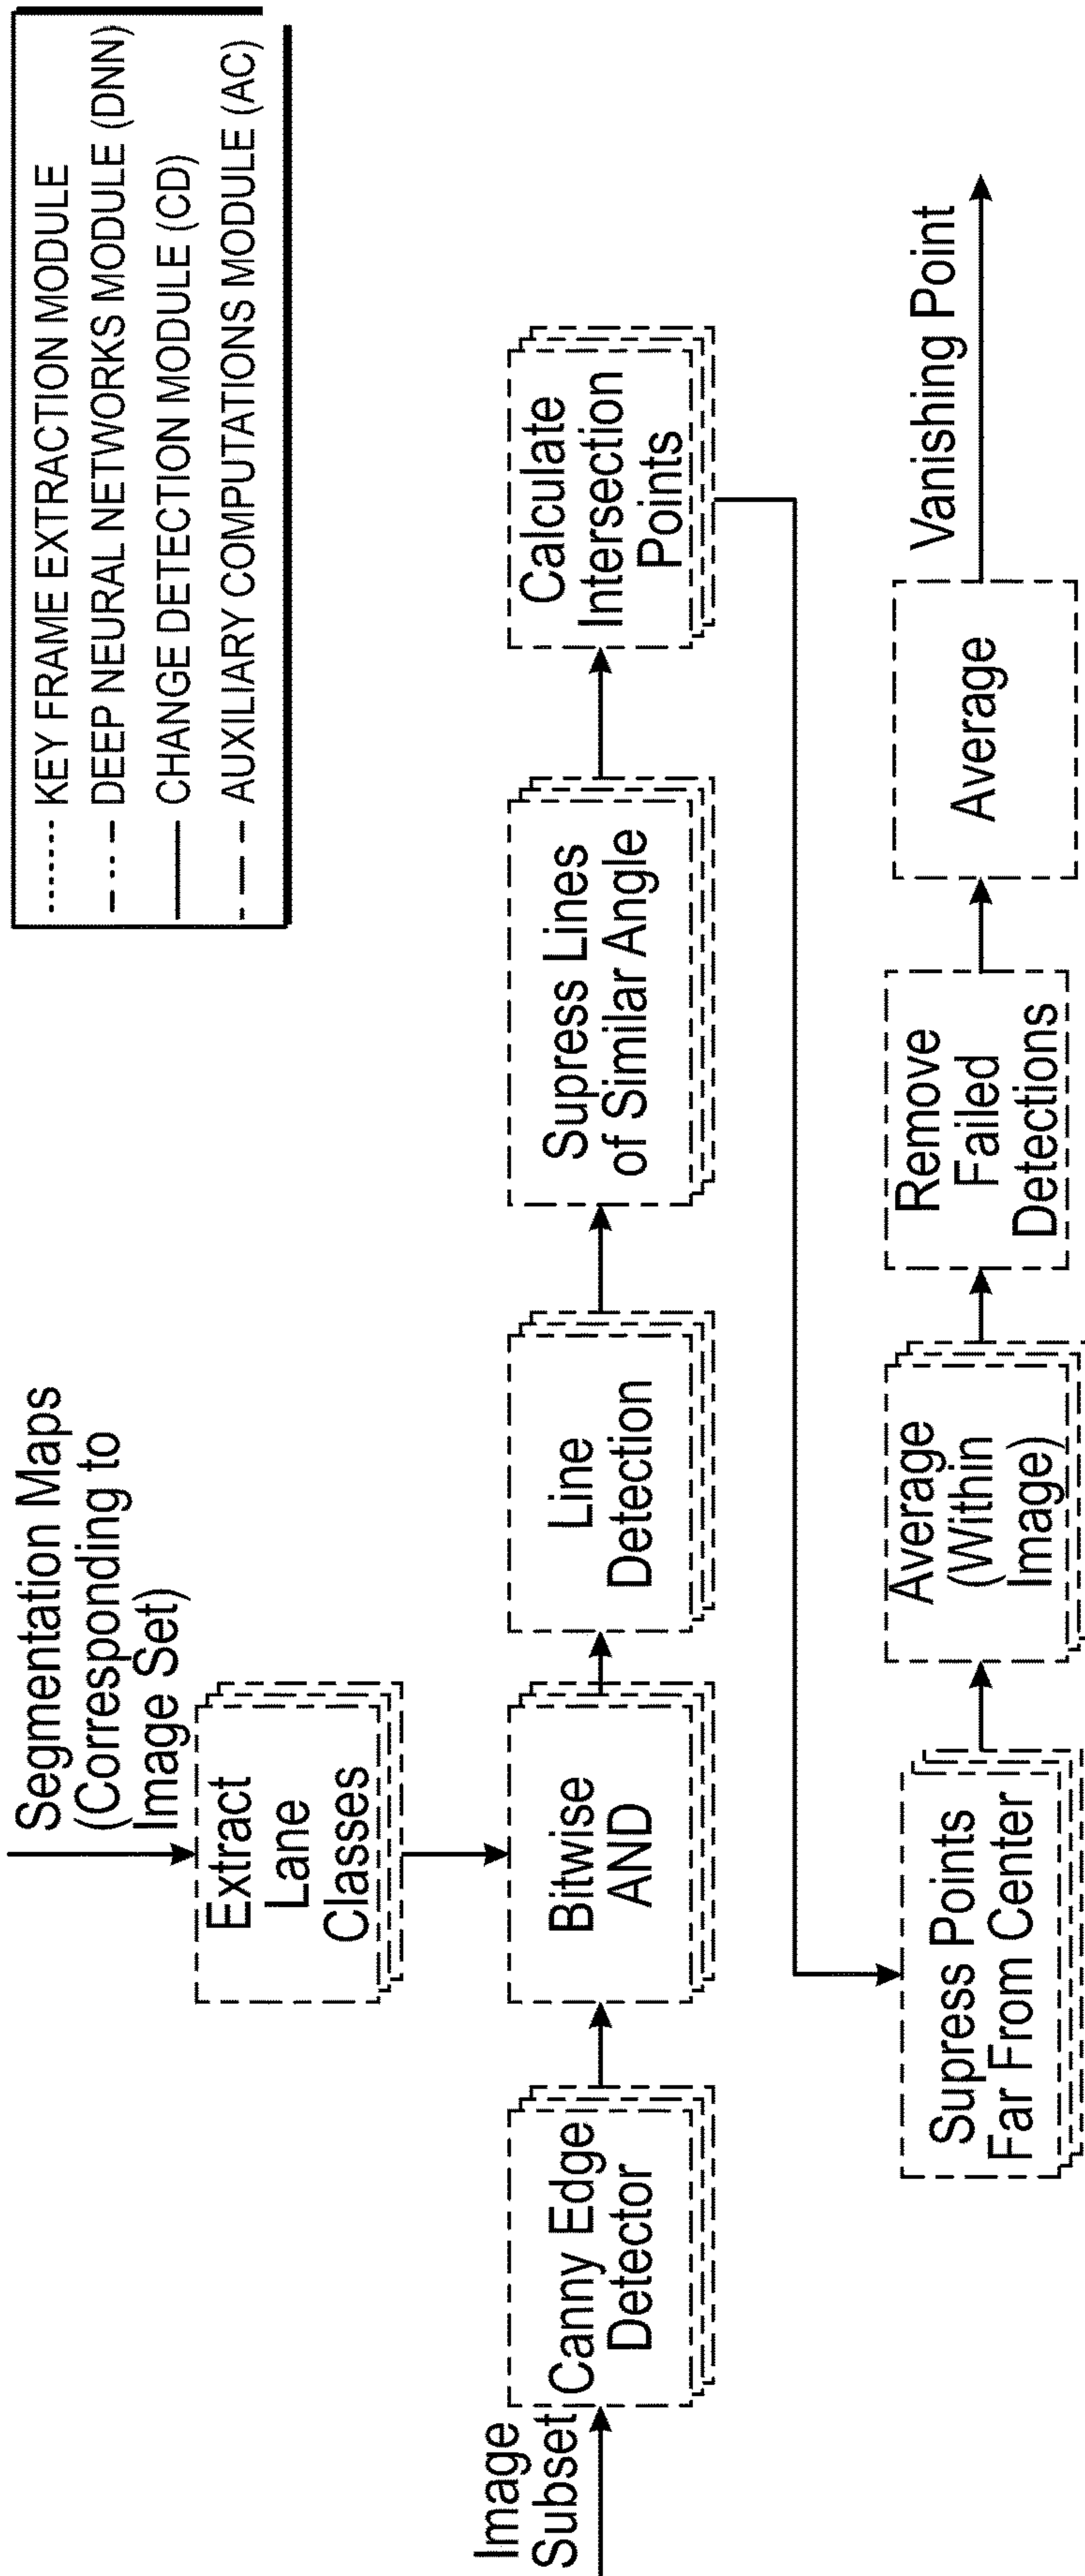 KEY FRAME EXTRACTION MODULE
DEEP NEURAL NETWORKS MODULE (DNN)
CHANGE DETECTION MODULE (CD)
AUXILIARY COMPUTATIONS MODULE (AC)
Segmentation Maps
(Corresponding to
Image Set)
Extract
Lane
Classes
Image
Subset
Canny Edge
Detector
Bitwise
AND
Line
Detection
Supress Lines
of Similar Angle
Calculate
Intersection
Points
Supress Points
Far From Center
Average
(Within
Image)
Remove
Failed
Detections
Average
Vanishing Point